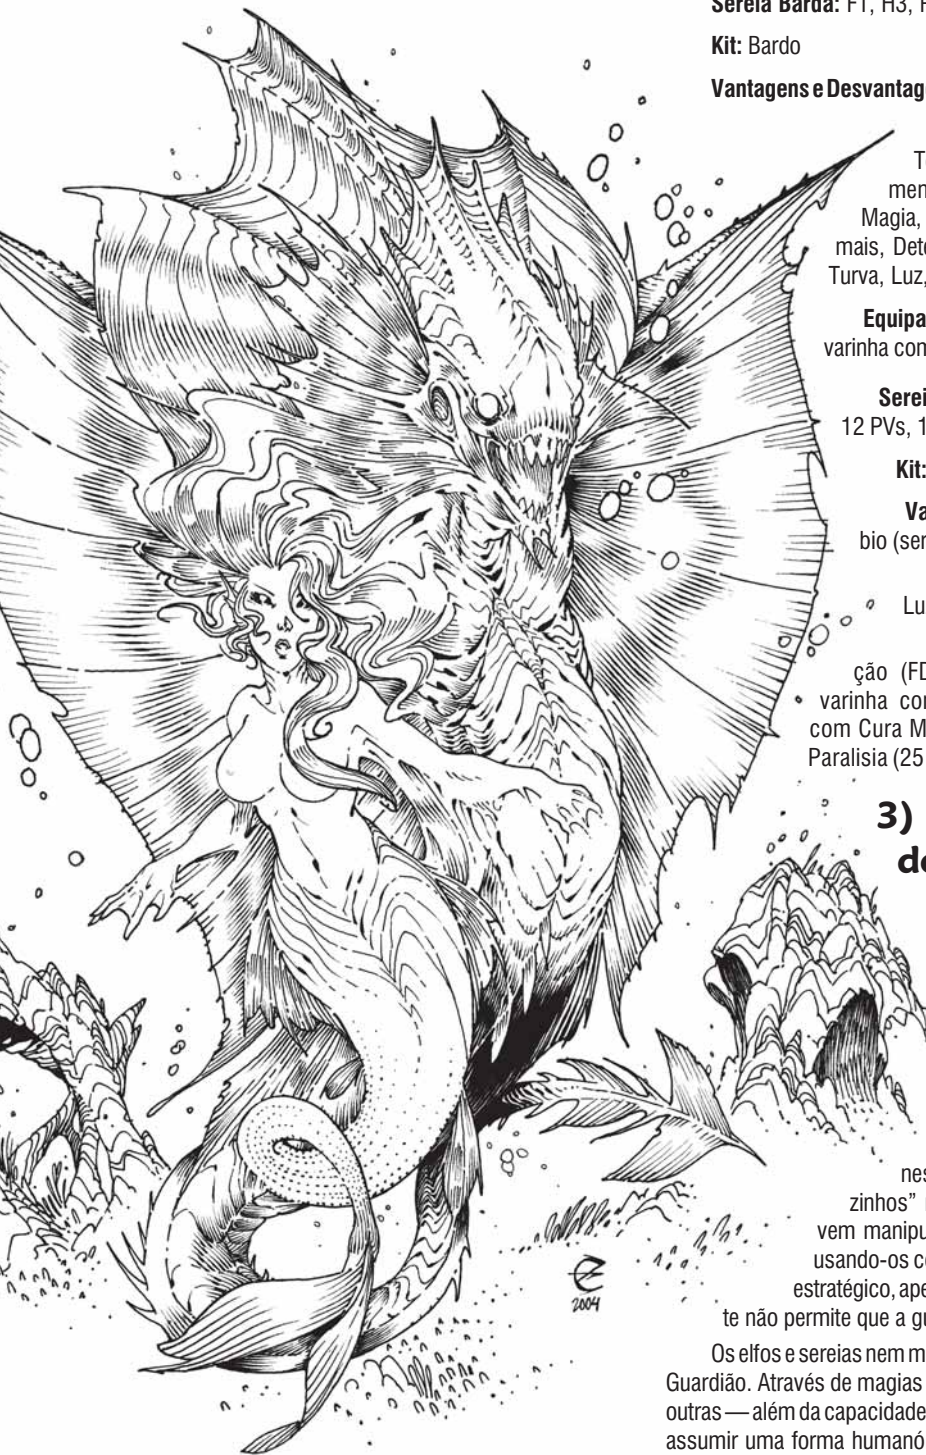 Sereia Barda: F1, H3,
Kit: Bardo
Vantagens e Desvantag
men
Magia,
mais, Dete
Turva, Luz,
Equipa
varinha com
Serei
12 PVs, 1
Kit:
Va
bio (ser
Lu
ção (FD
varinha co
com Cura M
Paralisia (25
3)
de
nes
zinhos”
vem manipu
usando-os c
estratégico, ape
te não permite que a gu
Os elfos e sereias nem m
Guardião. Através de magias
outras — além da capacidade
assumir uma forma humanó
2004